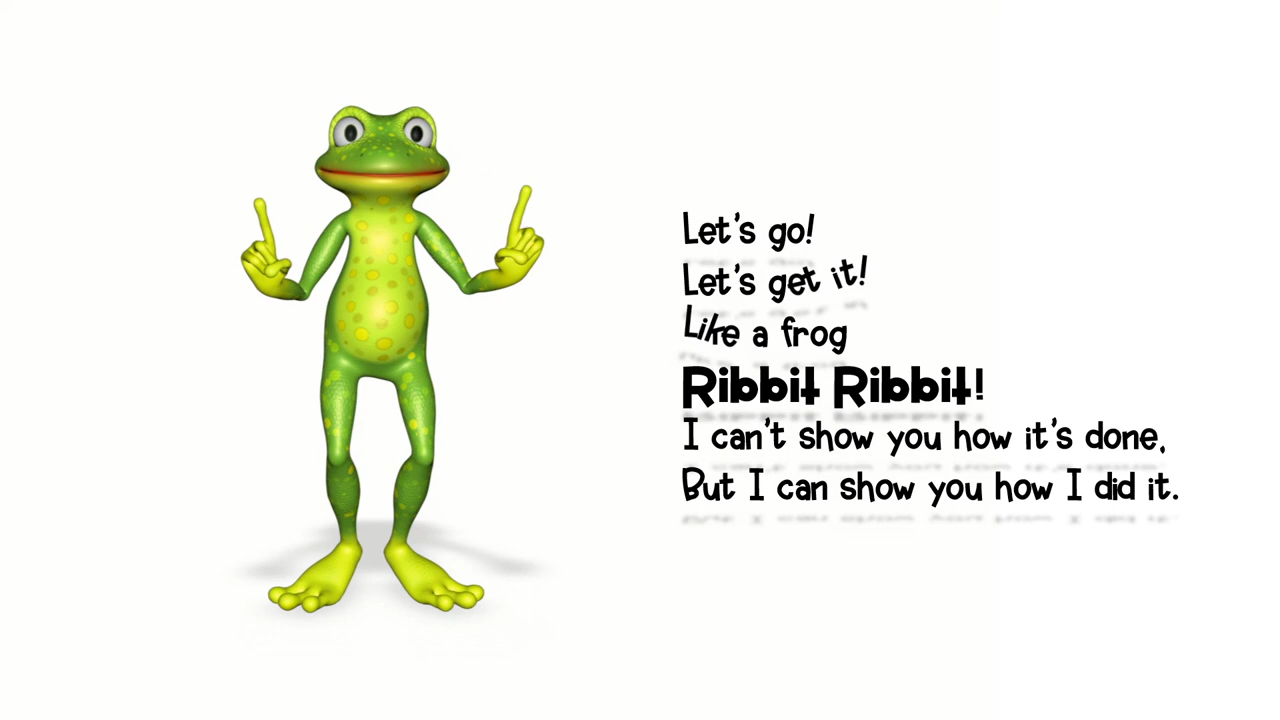 Let's go!
Let's get it!
Like a frog
Ribbit Ribbit!
I can't show you how it's done,
But I can show you how I did it.